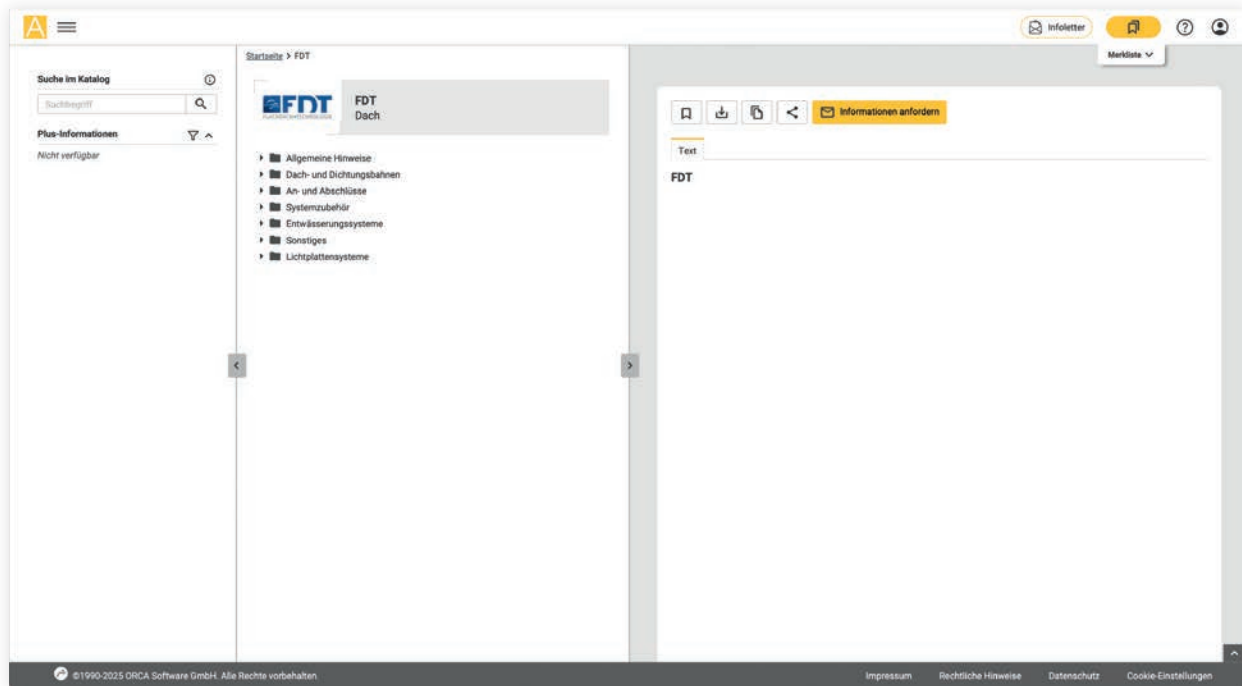 A
Infoletter
Merkliste
Startseite > FDT
Suche im Katalog
Suchbegriff
Plus-Informationen
Nicht verfügbar
FDT
FDT
Dach
Allgemeine Hinweise
Dach- und Dichtungsbahnen
An- und Abschlüsse
Systemzubehör
Entwässerungssysteme
Sonstiges
Lichtplattensysteme
Informationen anfordern
Text
FDT
©1990-2025 ORCA Software GmbH. Alle Rechte vorbehalten.
Impressum
Rechtliche Hinweise
Datenschutz
Cookie-Einstellungen